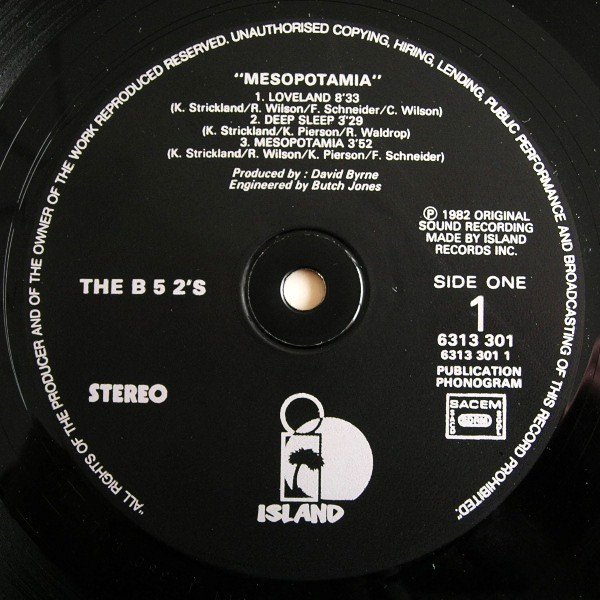 "ALL RIGHTS OF THE PRODUCER AND OF THE OWNER OF THE WORK REPRODUCED RESERVED. UNAUTHORISED COPYING, HIRING, LENDING, PUBLIC PERFORMANCE AND BROADCASTING OF THIS RECORD PROHIBITED."
"MESOPOTAMIA"
1. LOVELAND 8'33
(K. Strickland/R. Wilson/F. Schneider/C. Wilson)
2. DEEP SLEEP 3'29
(K. Strickland/K. Pierson/R. Waldrop)
3. MESOPOTAMIA 3'52
(K. Strickland/R. Wilson/K. Pierson/F. Schneider)
Produced by : David Byrne
Engineered by Butch Jones
℗ 1982 ORIGINAL
SOUND RECORDING
MADE BY ISLAND
RECORDS INC.
THE B 5 2'S
SIDE ONE
1
6313 301
6313 301 1
PUBLICATION
PHONOGRAM
STEREO
SACEM
ISLAND